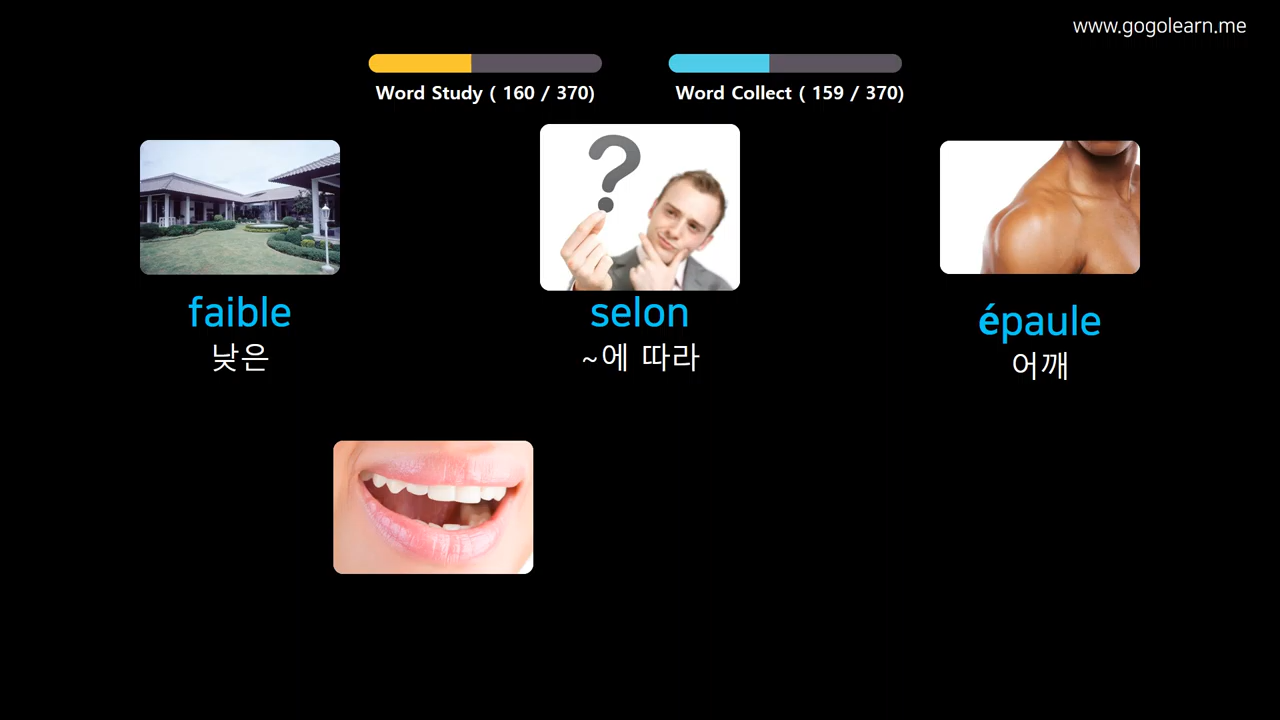 www.gogolearn.me
Word Study ( 160 / 370)
Word Collect ( 159 / 370)
faible
낮은
selon
~에 따라
épaule
어깨